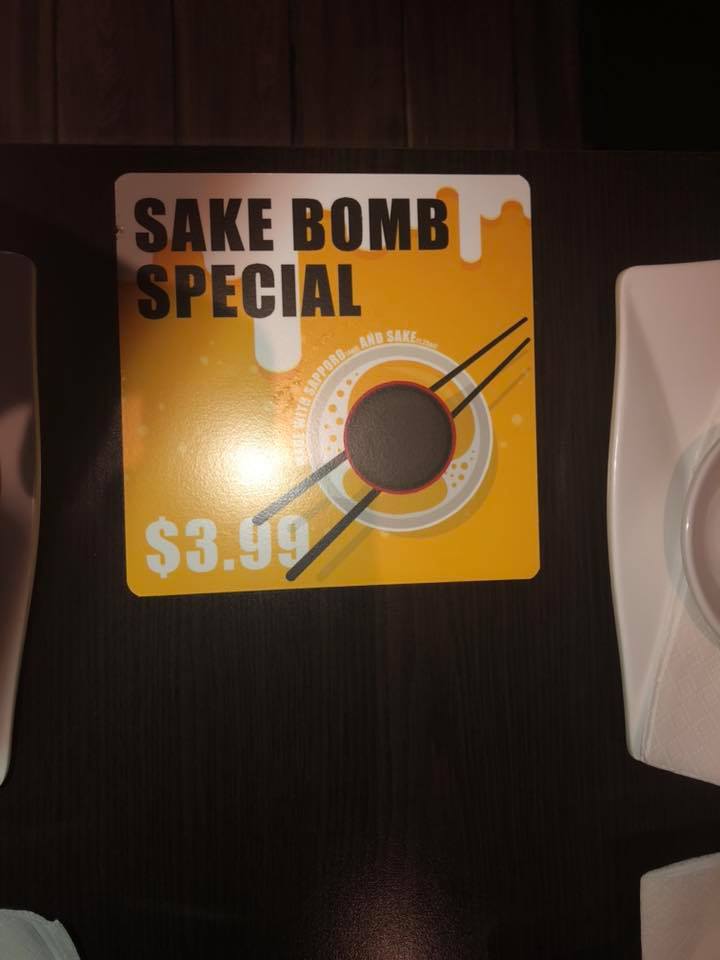 SAKE BOMB
SPECIAL
WITH SAPPORO AND SAKE
$3.99